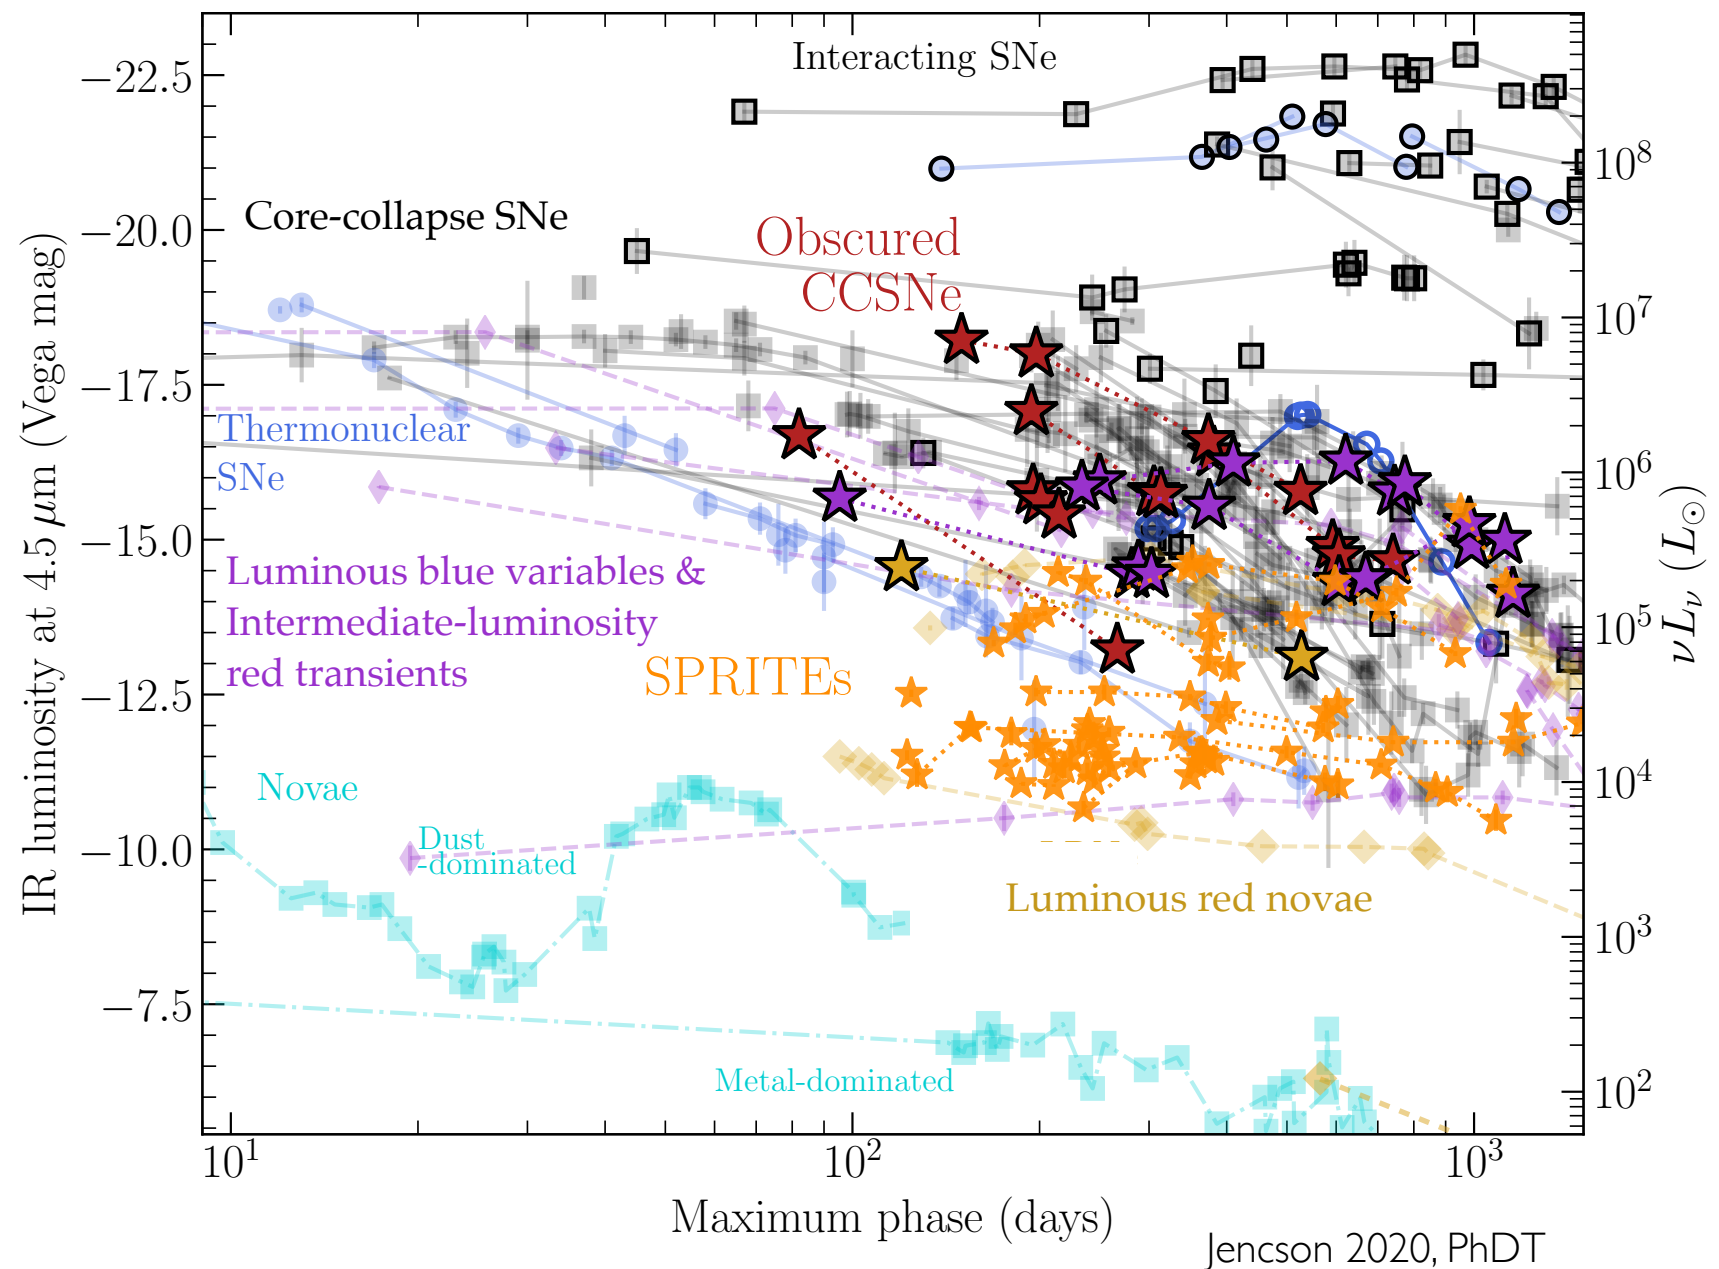 Interacting SNe
Core-collapse SNe
Obscured
CCSNe
Thermonuclear
SNe
Luminous blue variables &
Intermediate-luminosity
red transients
SPRITEs
Novae
Dust
-dominated
Luminous red novae
Metal-dominated
IR luminosity at 4.5 μm (Vega mag)
−22.5
−20.0
−17.5
−15.0
−12.5
−10.0
−7.5
10⁸
10⁷
10⁶
10⁵
10⁴
10³
10²
νL_ν (L_⊙)
10¹
10²
10³
Maximum phase (days)
Jencson 2020, PhDT